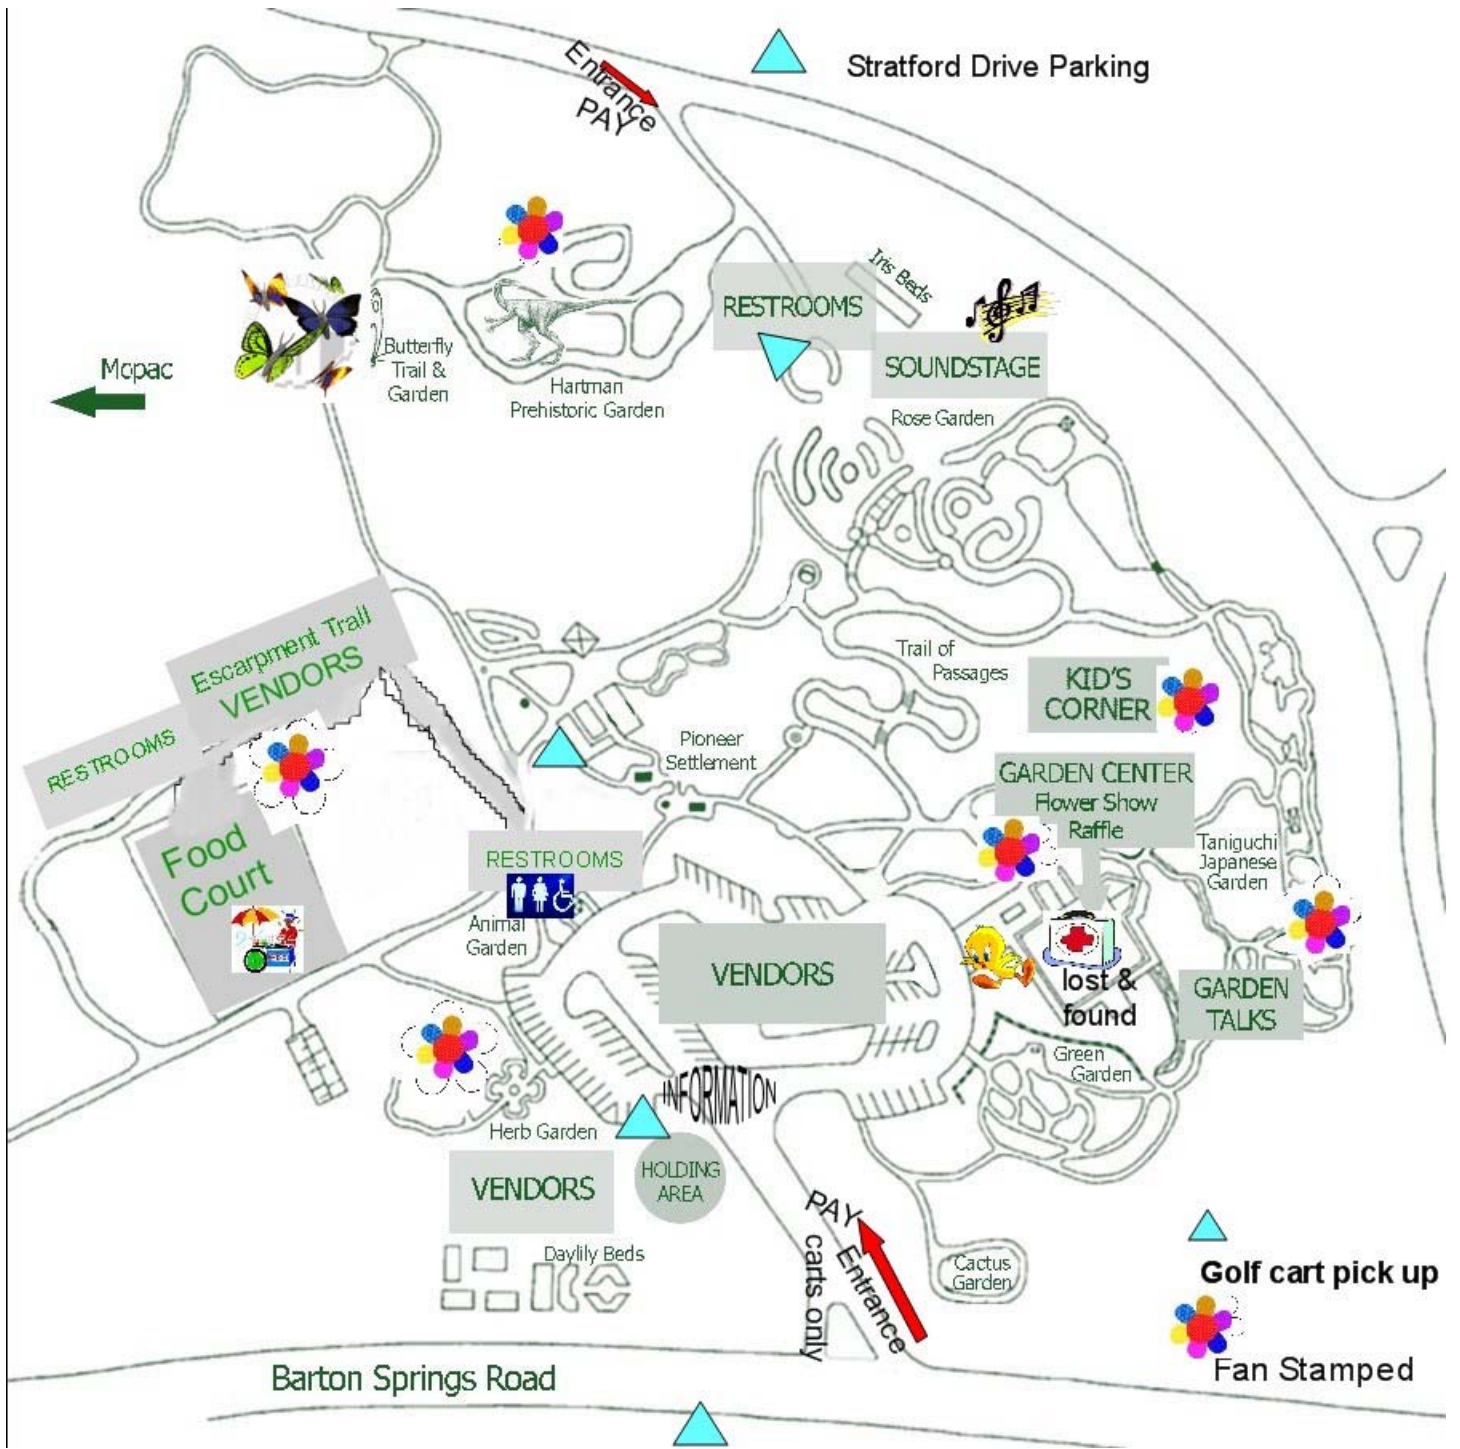 Stratford Drive Parking
Entrance
PAY
Iris Beds
RESTROOMS
SOUNDSTAGE
Mopac
Butterfly
Trail &
Garden
Hartman
Prehistoric Garden
Rose Garden
Escarpment Trail
VENDORS
RESTROOMS
Trail of
Passages
KID'S
CORNER
Pioneer
Settlement
GARDEN CENTER
Flower Show
Raffle
Food
Court
RESTROOMS
Taniguchi
Japanese
Garden
Animal
Garden
VENDORS
lost &
found
GARDEN
TALKS
Green
Garden
INFORMATION
Herb Garden
VENDORS
HOLDING
AREA
PAY
Entrance
carts only
Daylily Beds
Cactus
Garden
Golf cart pick up
Fan Stamped
Barton Springs Road